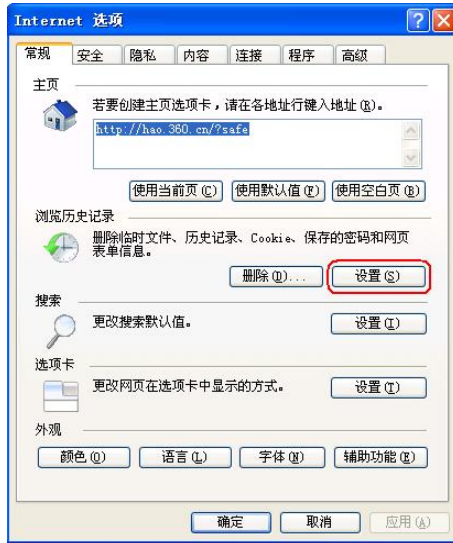 Internet 选项
常规 安全 隐私 内容 连接 程序 高级
主页
若要创建主页选项卡，请在各地址行键入地址(R)。
http://hao.360.cn/?safe
使用当前页(C) 使用默认值(F) 使用空白页(B)
浏览历史记录
删除临时文件、历史记录、Cookie、保存的密码和网页
表单信息。
删除(D)... 设置(S)
搜索
更改搜索默认值。 设置(I)
选项卡
更改网页在选项卡中显示的方式。 设置(T)
外观
颜色(O) 语言(L) 字体(N) 辅助功能(E)
确定 取消 应用(A)